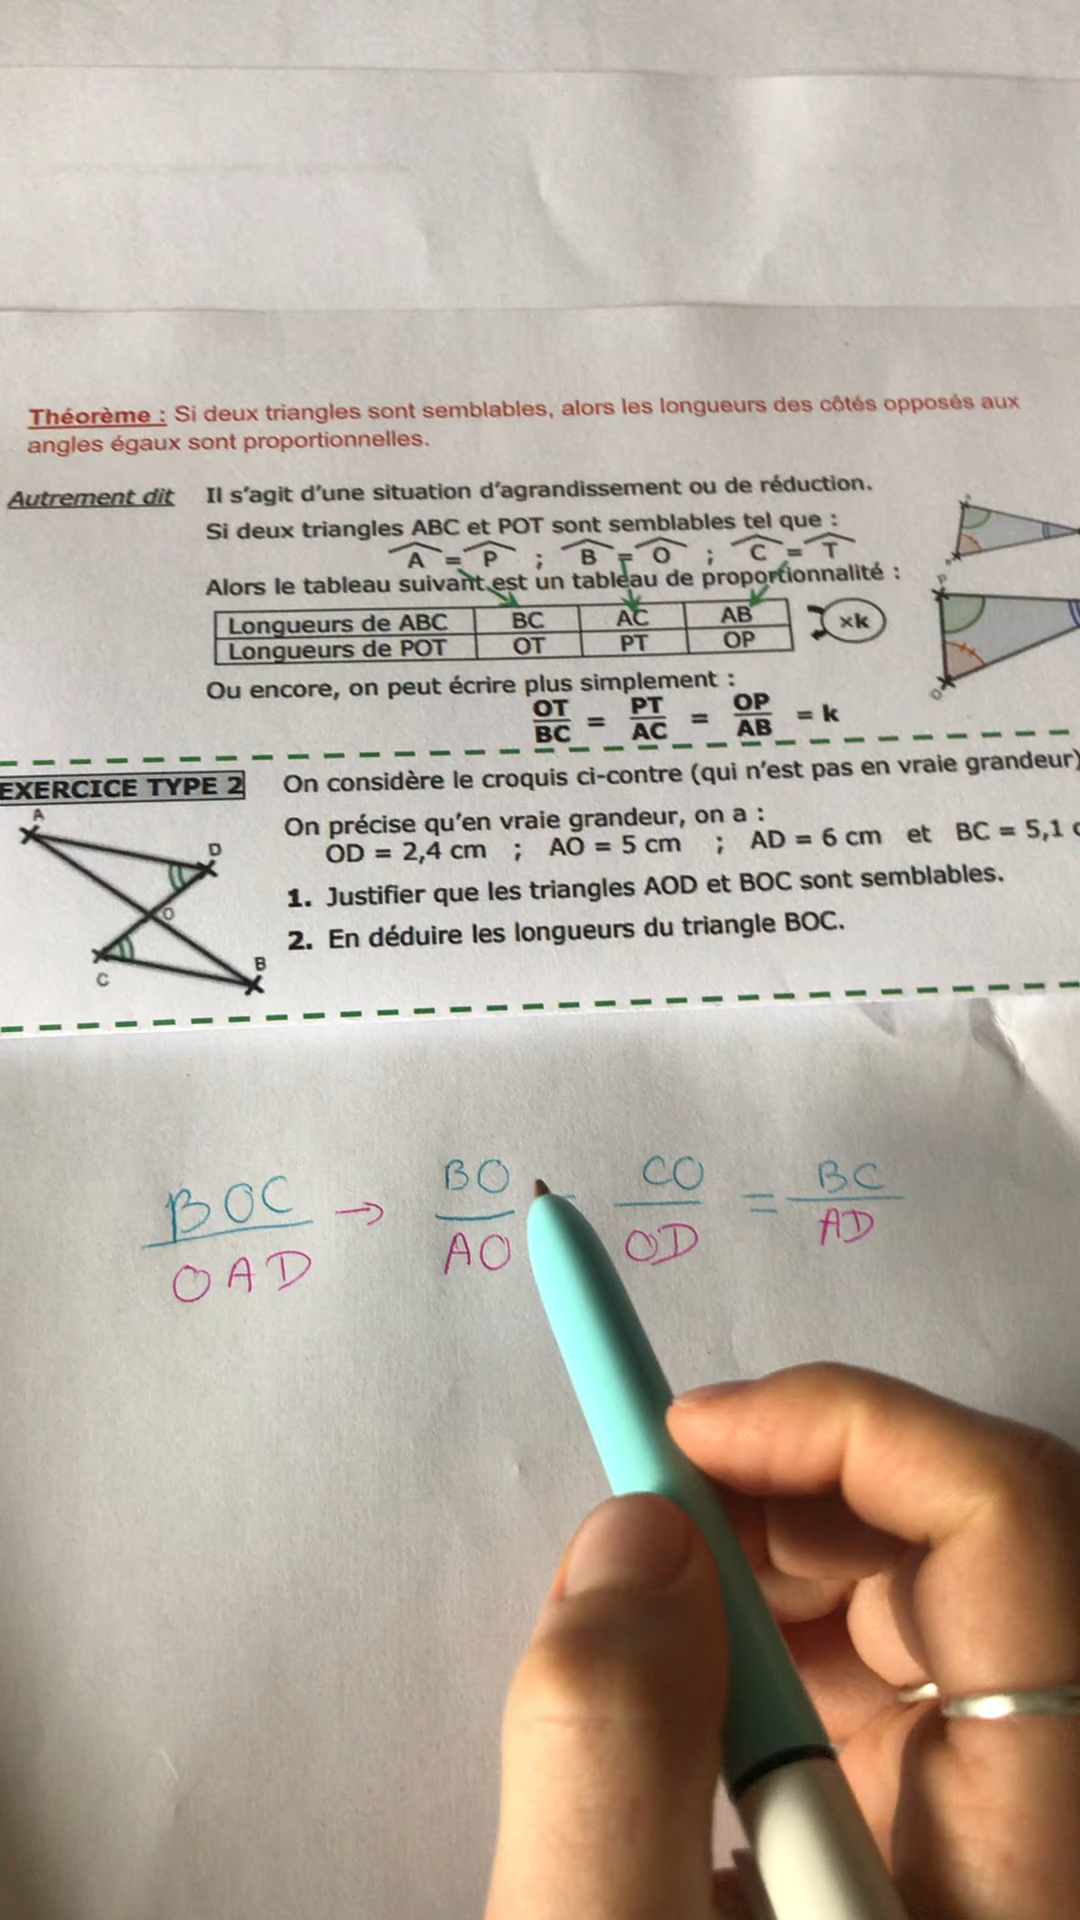 Théorème : Si deux triangles sont semblables, alors les longueurs des côtés opposés aux
angles égaux sont proportionnelles.
Autrement dit Il s'agit d'une situation d'agrandissement ou de réduction.
Si deux triangles ABC et POT sont semblables tel que :
A = P ; B = O ; C = T
Alors le tableau suivant est un tableau de proportionnalité :
Longueurs de ABC BC AC AB
Longueurs de POT OT PT OP
×k
Ou encore, on peut écrire plus simplement :
OT PT OP
= = = k
BC AC AB
P
O
EXERCICE TYPE 2 On considère le croquis ci-contre (qui n'est pas en vraie grandeur)
On précise qu'en vraie grandeur, on a :
OD = 2,4 cm ; AO = 5 cm ; AD = 6 cm et BC = 5,1 c
1. Justifier que les triangles AOD et BOC sont semblables.
2. En déduire les longueurs du triangle BOC.
A
D
O
B
C
BOC → BO CO = BC
OAD AO OD AD